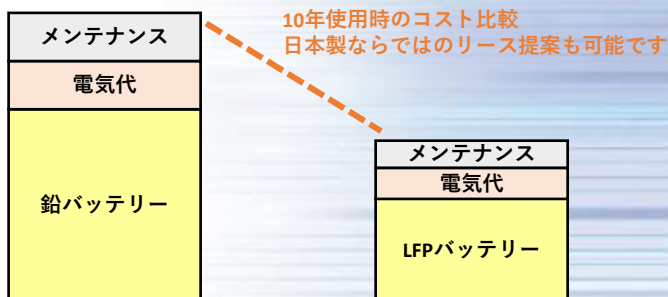 10年使用時のコスト比較
日本製ならではのリース提案も可能です
メンテナンス
電気代
鉛バッテリー
メンテナンス
電気代
LFPバッテリー